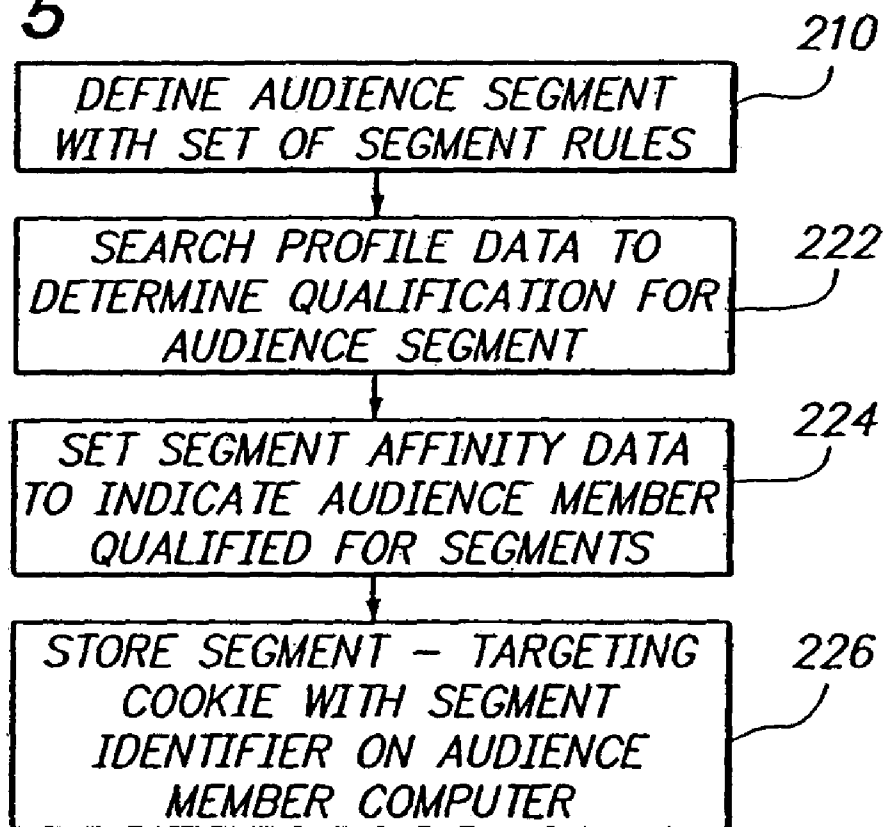 5
210
DEFINE AUDIENCE SEGMENT
WITH SET OF SEGMENT RULES
222
SEARCH PROFILE DATA TO
DETERMINE QUALIFICATION FOR
AUDIENCE SEGMENT
224
SET SEGMENT AFFINITY DATA
TO INDICATE AUDIENCE MEMBER
QUALIFIED FOR SEGMENTS
226
STORE SEGMENT – TARGETING
COOKIE WITH SEGMENT
IDENTIFIER ON AUDIENCE
MEMBER COMPUTER